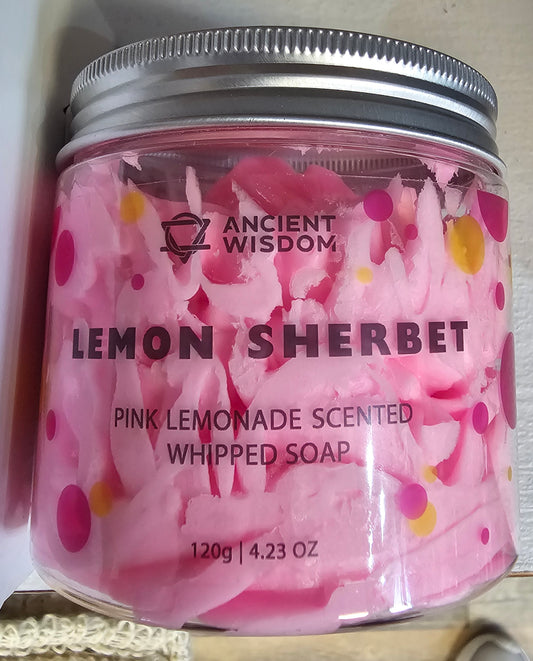 ANCIENT
WISDOM
LEMON SHERBET
PINK LEMONADE SCENTED
WHIPPED SOAP
120g | 4.23 OZ